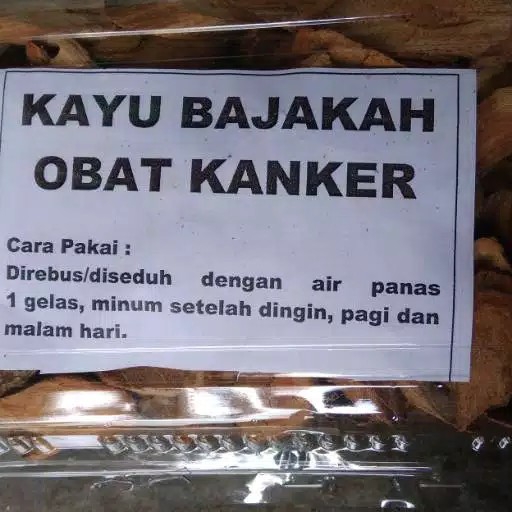 KAYU BAJAKAH
OBAT KANKER
Cara Pakai :
Direbus/diseduh dengan air panas
1 gelas, minum setelah dingin, pagi dan
malam hari.